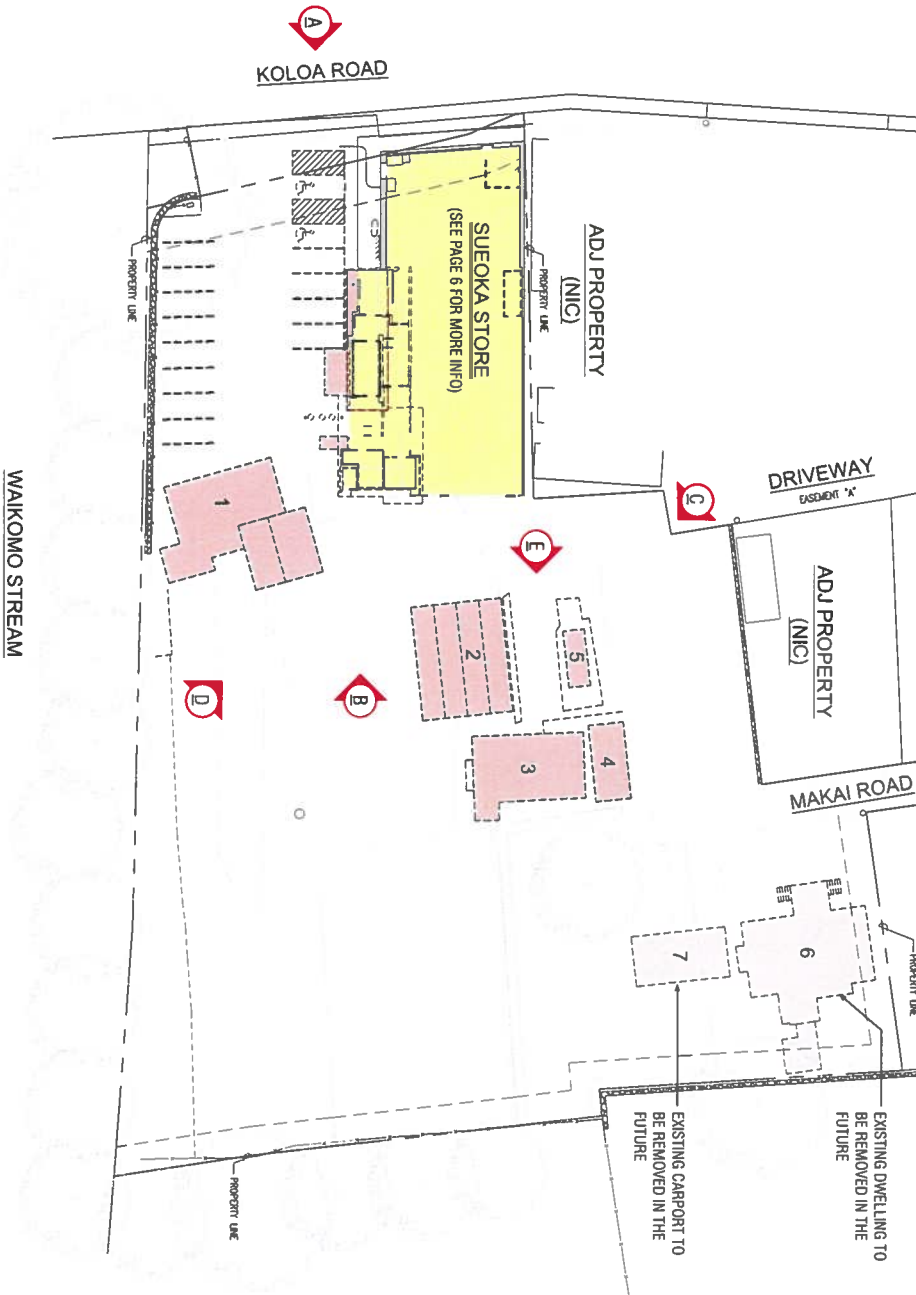 A
KOLOA ROAD
SUEOKA STORE
(SEE PAGE 6 FOR MORE INFO)
ADJ PROPERTY
(NIC)
PROPERTY LINE
PROPERTY LINE
DRIVEWAY
EASEMENT "A"
C
ADJ PROPERTY
(NIC)
E
1
2
5
B
D
3
4
MAKAI ROAD
WAIKOMO STREAM
PROPERTY LINE
6
7
EXISTING DWELLING TO
BE REMOVED IN THE
FUTURE
EXISTING CARPORT TO
BE REMOVED IN THE
FUTURE
PROPERTY LINE